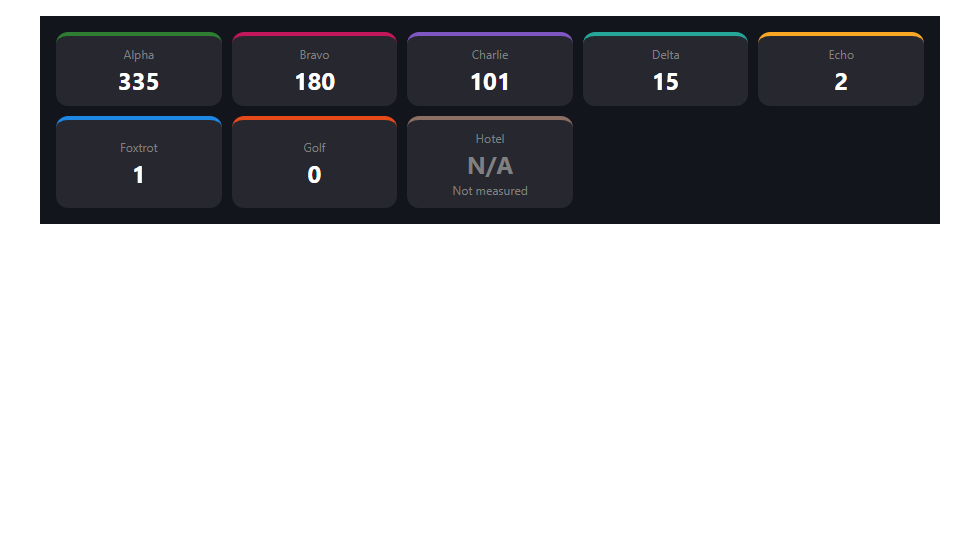 Alpha
335
Bravo
180
Charlie
101
Delta
15
Echo
2
Foxtrot
1
Golf
0
Hotel
N/A
Not measured